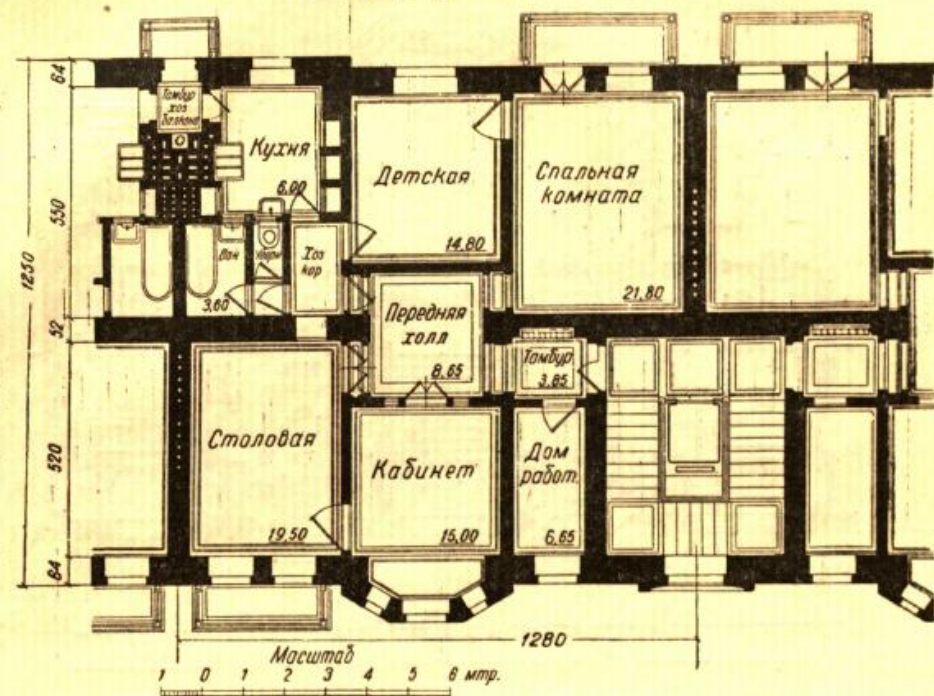 64
550
1250
52
520
64
Тамбур
хоз
балкона
Кухня
6,00
Детская
14,80
Спальная
комната
21,80
Ван
3,60
Убор
Хоз
кор
Передняя
холл
8,65
Тамбур
3,85
Столовая
19,50
Кабинет
15,00
Дом
работ.
6,65
1280
Масштаб
1 0 1 2 3 4 5 6 мтр.